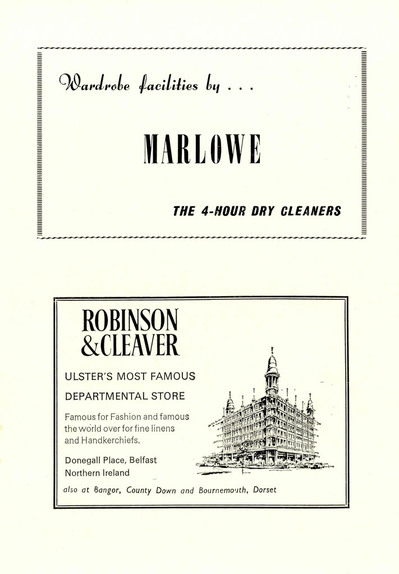 Wardrobe facilities by . . .
MARLOWE
THE 4-HOUR DRY CLEANERS
ROBINSON
&CLEAVER
ULSTER'S MOST FAMOUS
DEPARTMENTAL STORE
Famous for Fashion and famous
the world over for fine linens
and Handkerchiefs.
Donegall Place, Belfast
Northern Ireland
also at Bangor, County Down and Bournemouth, Dorset